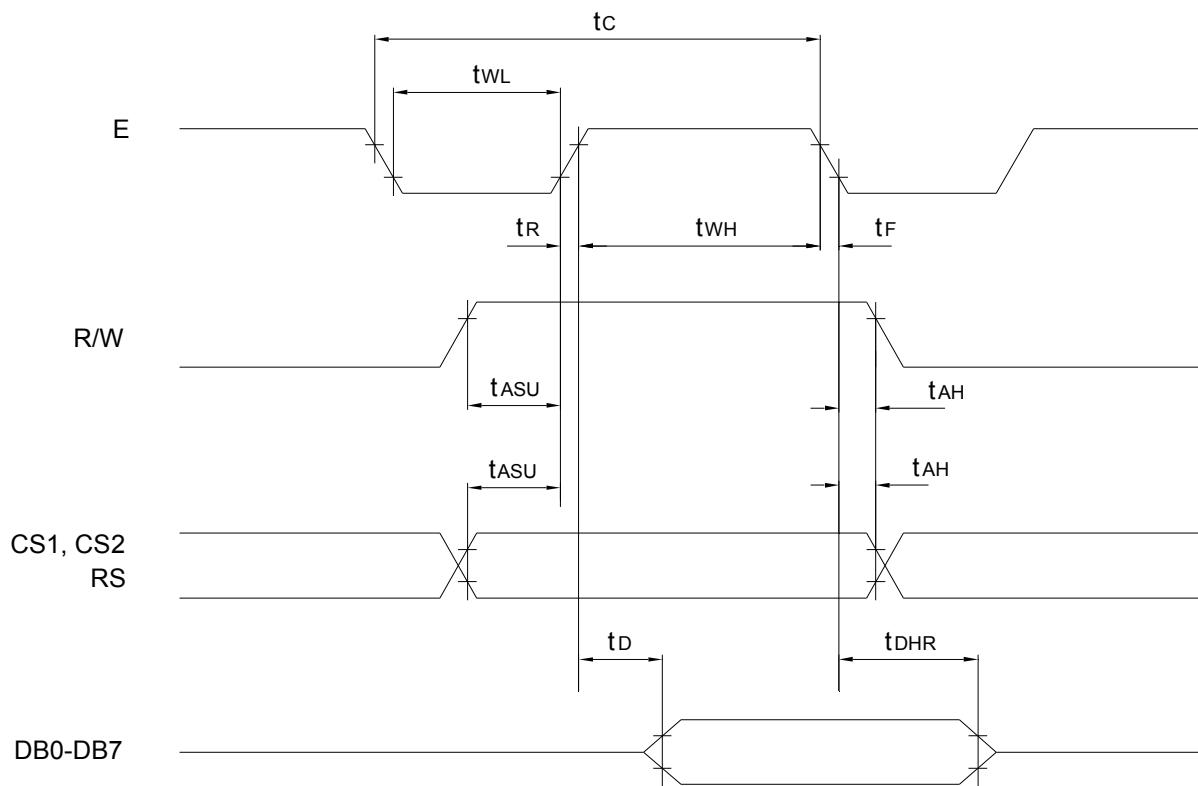 tC
tWL
E
tR
tWH
tF
R/W
tASU
tAH
tASU
tAH
CS1, CS2
RS
tD
tDHR
DB0-DB7